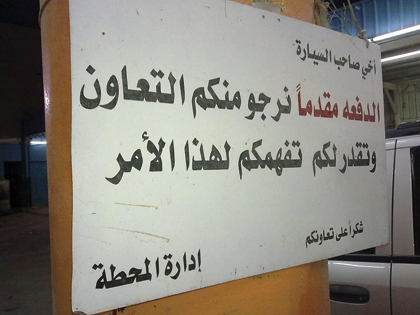 أخي صاحب السيارة
الدفعه مقدماً نرجو منكم التعاون
وتقدر لكم تفهمكم لهذا الأمر
شكراً على تعاونكم
إدارة المحطة